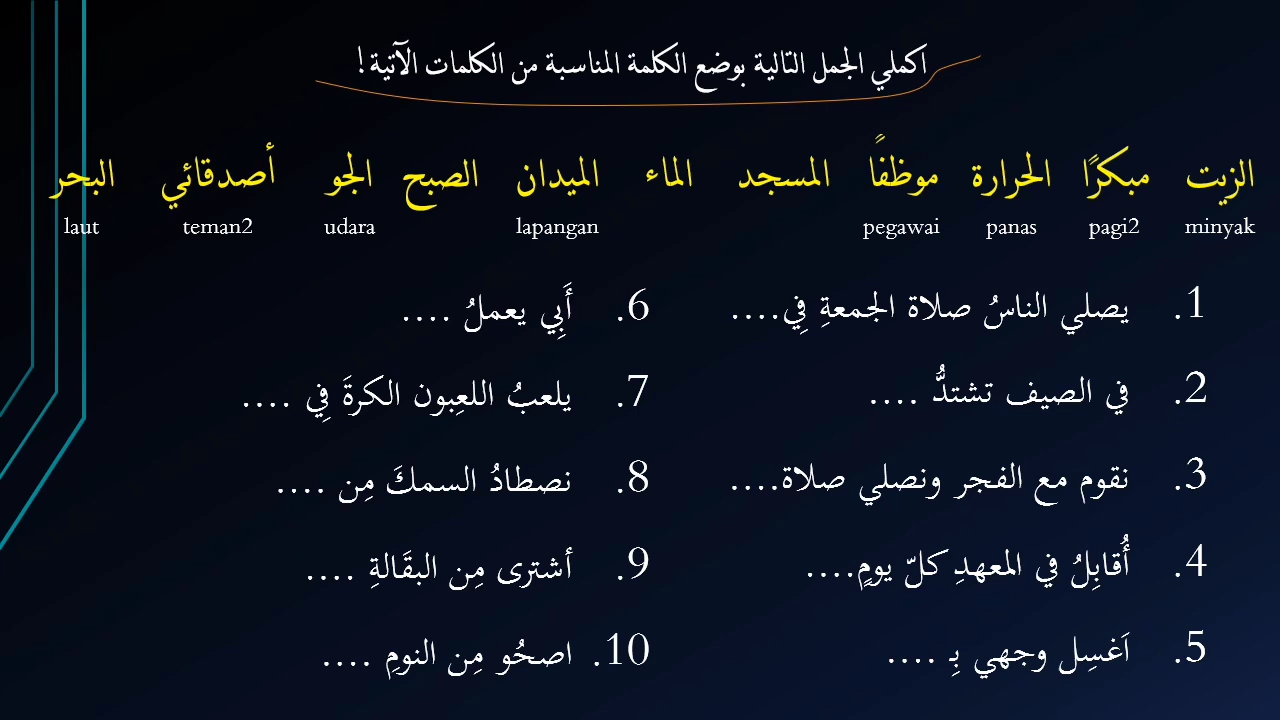 اكملي الجمل التالية بوضع الكلمة المناسبة من الكلمات الآتية!
الزيت مبكرًا الحرارة موظفًا المسجد الماء الميدان الصبح الجو أصدقائي البحر
minyak pagi2 panas pegawai lapangan udara teman2 laut
1. يصلي الناسُ صلاة الجمعةِ فِي....
2. في الصيف تشتدُّ ....
3. نقوم مع الفجر ونصلي صلاة....
4. أُقابِلُ في المعهدِ كلّ يومٍ....
5. اَغسِل وجهي بِـ ....
6. أَبِي يعملُ ....
7. يلعبُ اللعِبون الكرةَ فِي ....
8. نصطادُ السمكَ مِن ....
9. أشترى مِن البقَالةِ ....
10. اصحُو مِن النومِ ....